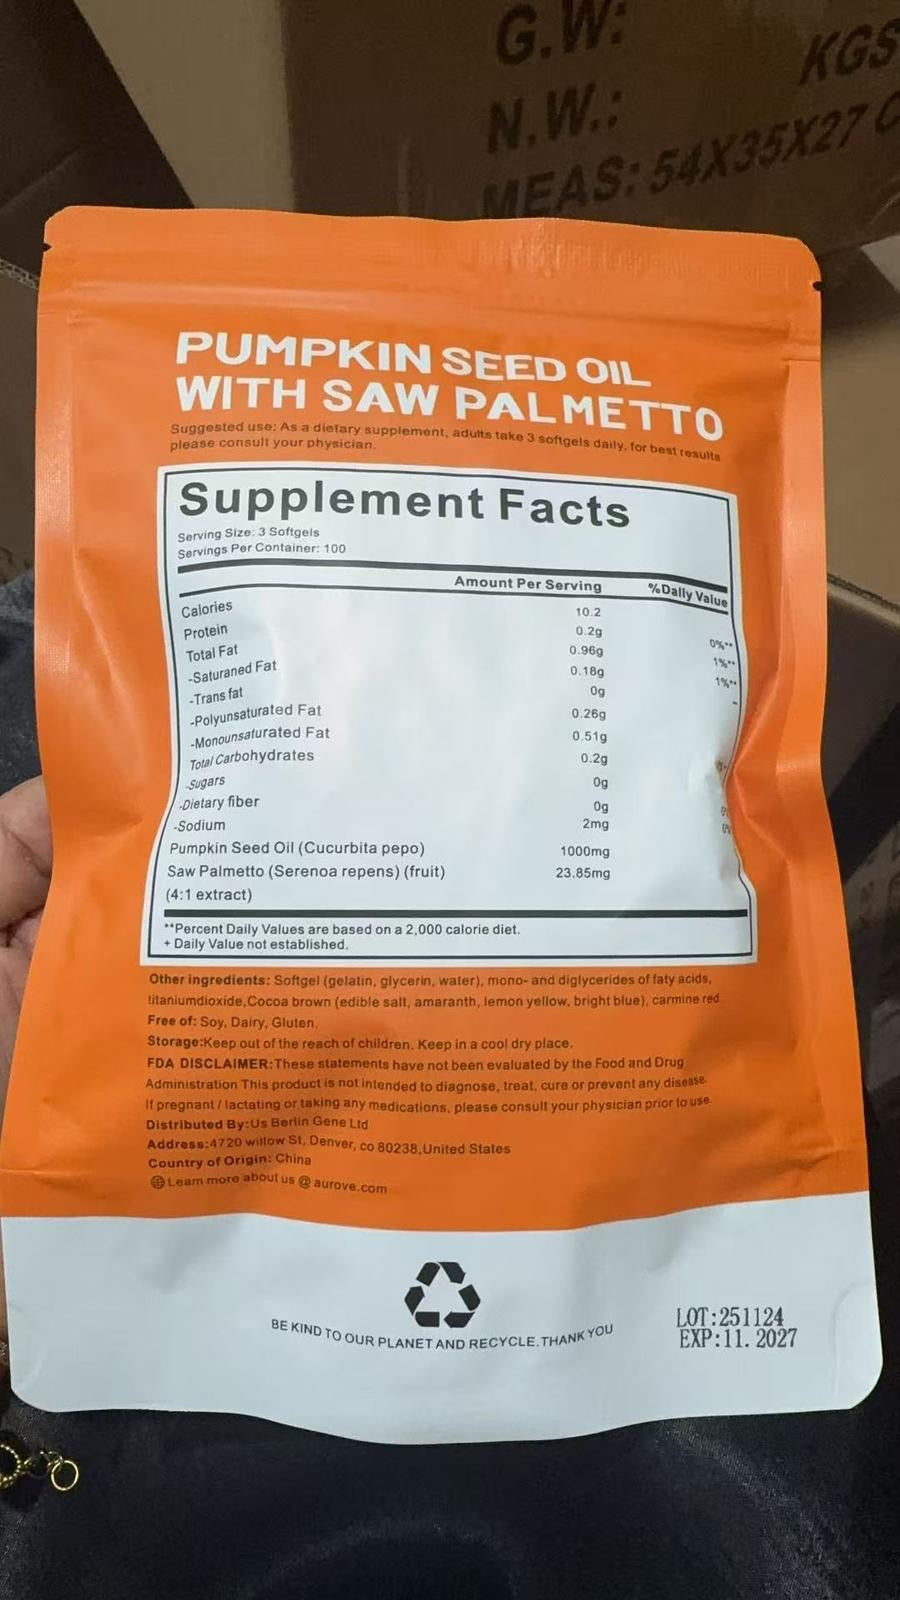 G.W:
KGS
N.W.:
MEAS: 54X35X27 C
PUMPKIN SEED OIL
WITH SAW PALMETTO
Suggested use: As a dietary supplement, adults take 3 softgels daily, for best results
please consult your physician.
Supplement Facts
Serving Size: 3 Softgels
Servings Per Container: 100
Amount Per Serving %Daily Value
Calories 10.2
Protein 0.2g 0%**
Total Fat 0.96g 1%**
-Saturaned Fat 0.18g 1%**
-Trans fat 0g -
-Polyunsaturated Fat 0.26g
-Monounsaturated Fat 0.51g
Total Carbohydrates 0.2g
-Sugars 0g
-Dietary fiber 0g
-Sodium 2mg
Pumpkin Seed Oil (Cucurbita pepo) 1000mg
Saw Palmetto (Serenoa repens) (fruit) 23.85mg
(4:1 extract)
**Percent Daily Values are based on a 2,000 calorie diet.
+ Daily Value not established.
Other ingredients: Softgel (gelatin, glycerin, water), mono- and diglycerides of faty acids,
titaniumdioxide,Cocoa brown (edible salt, amaranth, lemon yellow, bright blue), carmine red
Free of: Soy, Dairy, Gluten.
Storage:Keep out of the reach of children. Keep in a cool dry place.
FDA DISCLAIMER:These statements have not been evaluated by the Food and Drug
Administration This product is not intended to diagnose, treat, cure or prevent any disease.
If pregnant / lactating or taking any medications, please consult your physician prior to use.
Distributed By:Us Berlin Gene Ltd
Address:4720 willow St, Denver, co 80238,United States
Country of Origin: China
Leam more about us @ aurove.com
BE KIND TO OUR PLANET AND RECYCLE. THANK YOU
LOT:251124
EXP:11. 2027